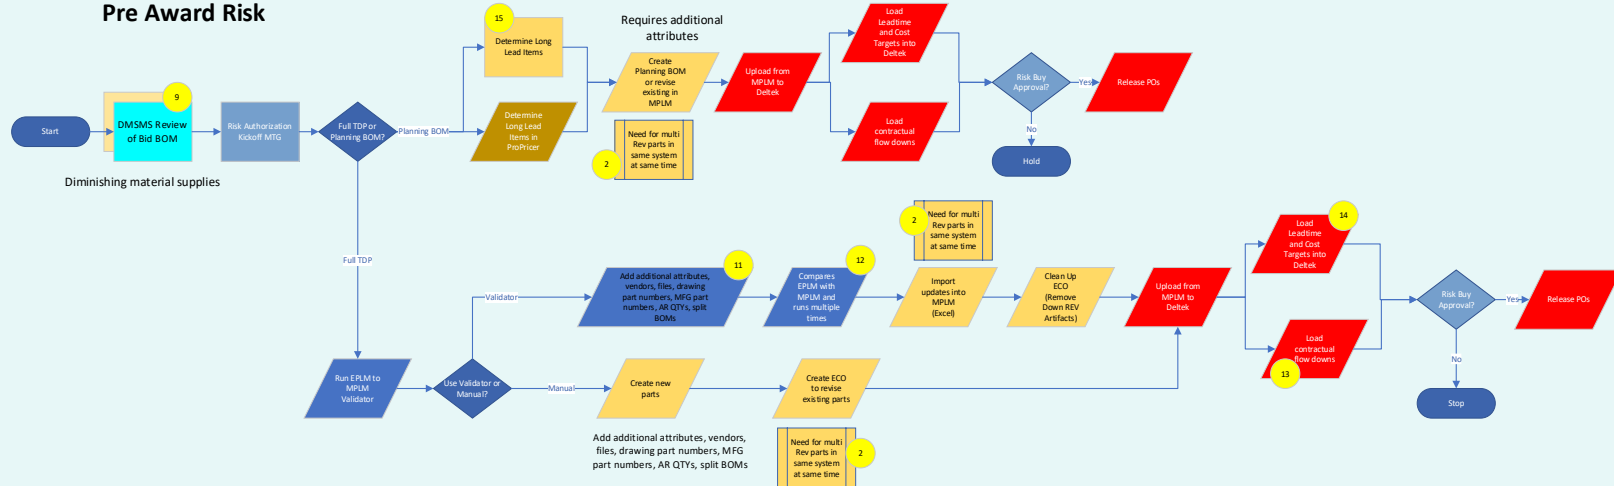 Pre Award Risk
Start
9
DMSMS Review
of Bid BOM
Diminishing material supplies
Risk Authorization
Kickoff MTG
Full TDP or
Planning BOM?
Planning BOM
15
Determine Long
Lead Items
Determine
Long Lead
Items in
ProPricer
Requires additional
attributes
Create
Planning BOM
or revise
existing in
MPLM
2
Need for multi
Rev parts in
same system
at same time
Upload from
MPLM to
Deltek
Load
Leadtime
and Cost
Targets into
Deltek
Load
contractual
flow downs
Risk Buy
Approval?
Yes
Release POs
No
Hold
Full TDP
Run EPLM to
MPLM
Validator
Use Validator or
Manual?
Validator
11
Add additional attributes,
vendors, files, drawing
part numbers, MFG part
numbers, AR QTYs, split
BOMs
12
Compares
EPLM with
MPLM and
runs multiple
times
2
Need for multi
Rev parts in
same system
at same time
Import
updates into
MPLM
(Excel)
Clean Up
ECO
(Remove
Down REV
Artifacts)
Upload from
MPLM to
Deltek
14
Load
Leadtime
and Cost
Targets into
Deltek
Load
contractual
flow downs
13
Risk Buy
Approval?
Yes
Release POs
No
Stop
Manual
Create new
parts
Create ECO
to revise
existing parts
Add additional attributes, vendors,
files, drawing part numbers, MFG
part numbers, AR QTYs, split BOMs
Need for multi
Rev parts in
same system
at same time
2